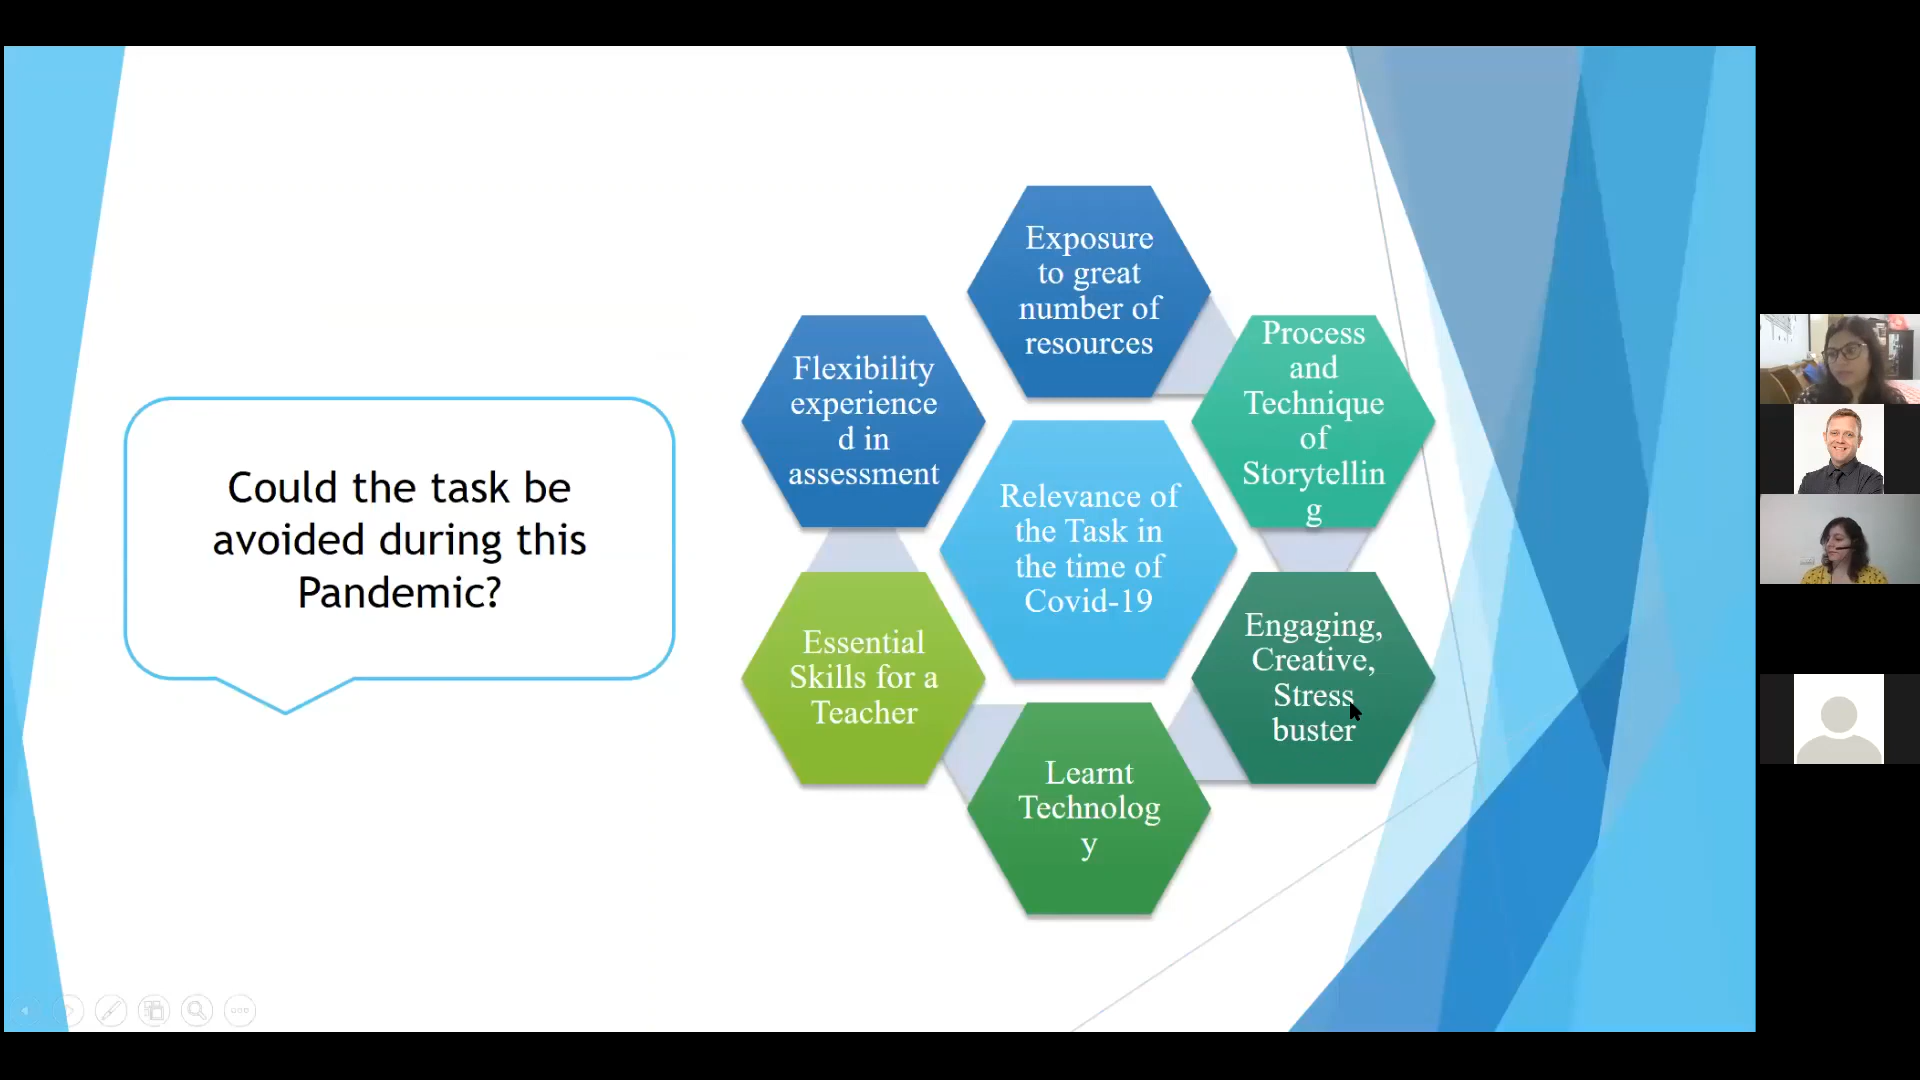 Could the task be
avoided during this
Pandemic?
Exposure
to great
number of
resources
Process
and
Technique
of
Storytellin
g
Engaging,
Creative,
Stress
buster
Learnt
Technolog
y
Essential
Skills for a
Teacher
Flexibility
experience
d in
assessment
Relevance of
the Task in
the time of
Covid-19